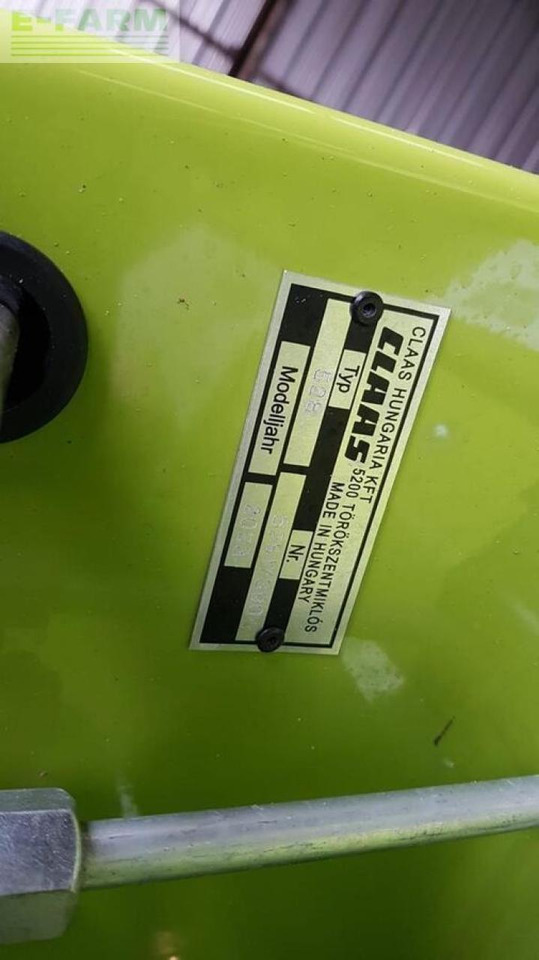 E-FARM
CLAAS HUNGARIA KFT
CLAAS
5200 TÖRÖKSZENTMIKLÓS
MADE IN HUNGARY
Typ
Nr.
Modelljahr